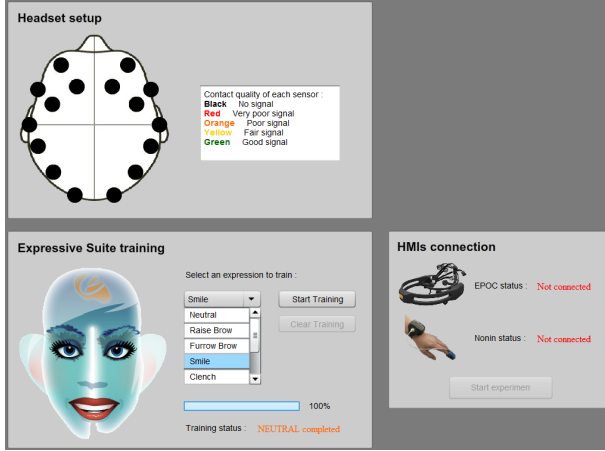 Headset setup
Contact quality of each sensor :
Black No signal
Red Very poor signal
Orange Poor signal
Yellow Fair signal
Green Good signal
Expressive Suite training
Select an expression to train :
Smile
Start Training
Neutral
Clear Training
Raise Brow
Furrow Brow
Smile
Clench
100%
Training status : NEUTRAL completed
HMIs connection
EPOC status : Not connected
Nonin status : Not connected
Start experimen